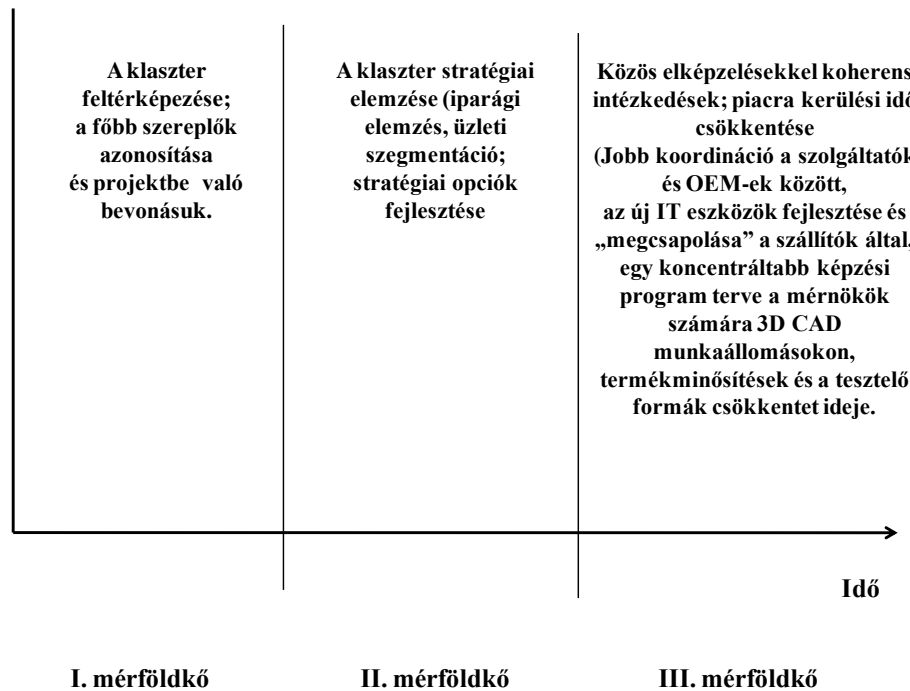 A klaszter
feltérképezése;
a főbb szereplők
azonosítása
és projektbe való
bevonásuk.
A klaszter stratégiai
elemzése (iparági
elemzés, üzleti
szegmentáció;
stratégiai opciók
fejlesztése
Közös elképzelésekkel koherens
intézkedések; piacra kerülési idő
csökkentése
(Jobb koordináció a szolgáltatók
és OEM-ek között,
az új IT eszközök fejlesztése és
„megcsapolása” a szállítók által,
egy koncentráltabb képzési
program terve a mérnökök
számára 3D CAD
munkaállomásokon,
termékminősítések és a tesztelő
formák csökkentet ideje.
Idő
I. mérföldkő
II. mérföldkő
III. mérföldkő